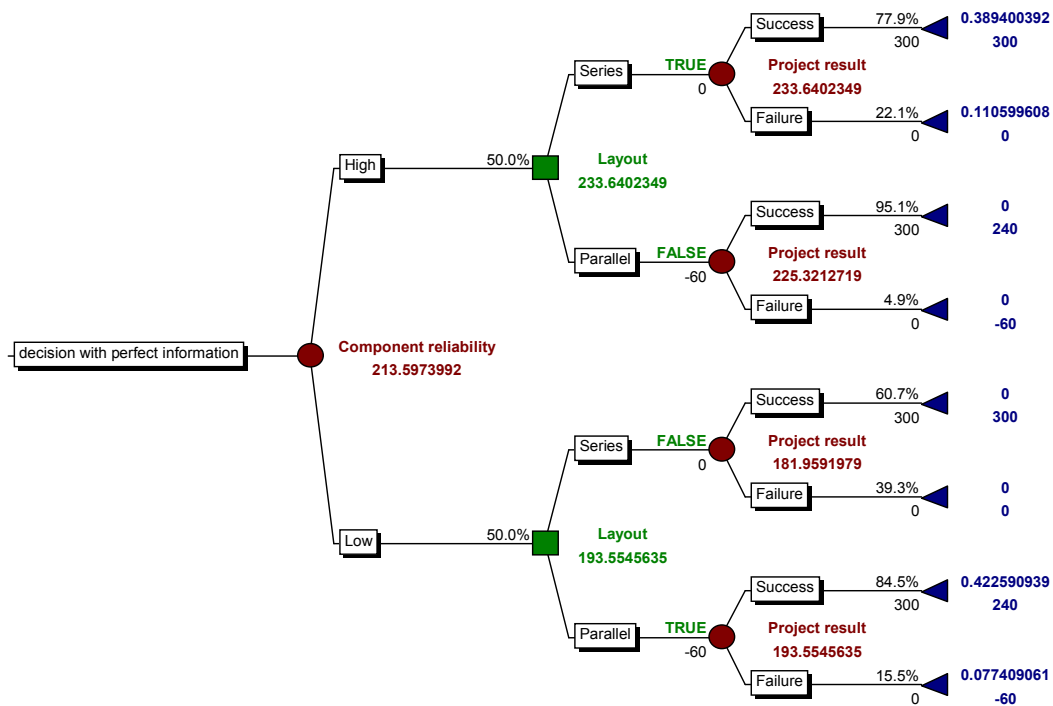 Success 77.9% 0.389400392
300 300
Series TRUE Project result
0 233.6402349
Failure 22.1% 0.110599608
0 0
High 50.0% Layout
233.6402349
Success 95.1% 0
300 240
Parallel FALSE Project result
-60 225.3212719
Failure 4.9% 0
0 -60
decision with perfect information Component reliability
213.5973992
Success 60.7% 0
300 300
Series FALSE Project result
0 181.9591979
Failure 39.3% 0
0 0
Low 50.0% Layout
193.5545635
Success 84.5% 0.422590939
300 240
Parallel TRUE Project result
-60 193.5545635
Failure 15.5% 0.077409061
0 -60